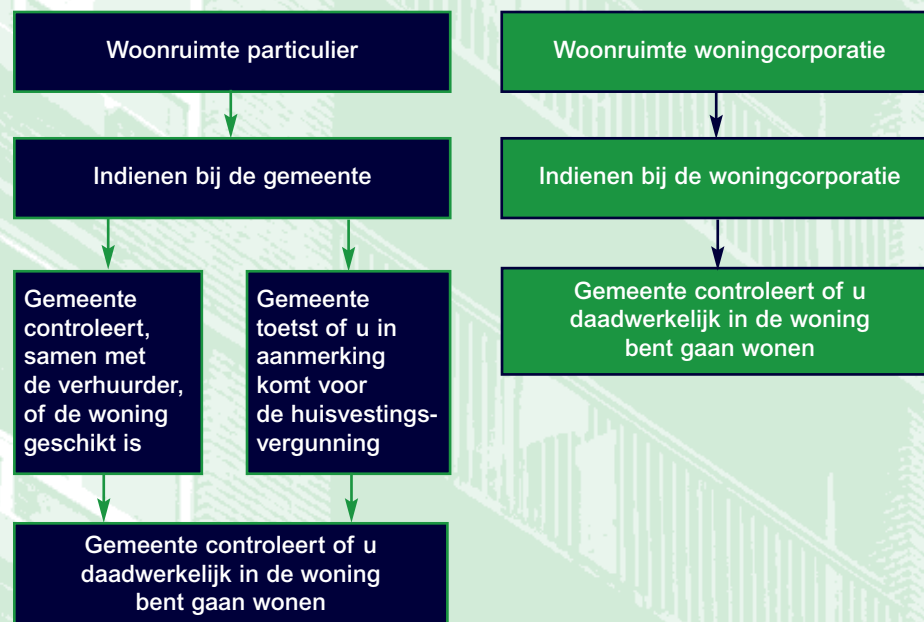 Woonruimte particulier
Indienen bij de gemeente
Gemeente
controleert,
samen met
de verhuurder,
of de woning
geschikt is
Gemeente
toetst of u in
aanmerking
komt voor
de huisvestings-
vergunning
Gemeente controleert of u
daadwerkelijk in de woning
bent gaan wonen
Woonruimte woningcorporatie
Indienen bij de woningcorporatie
Gemeente controleert of u
daadwerkelijk in de woning
bent gaan wonen